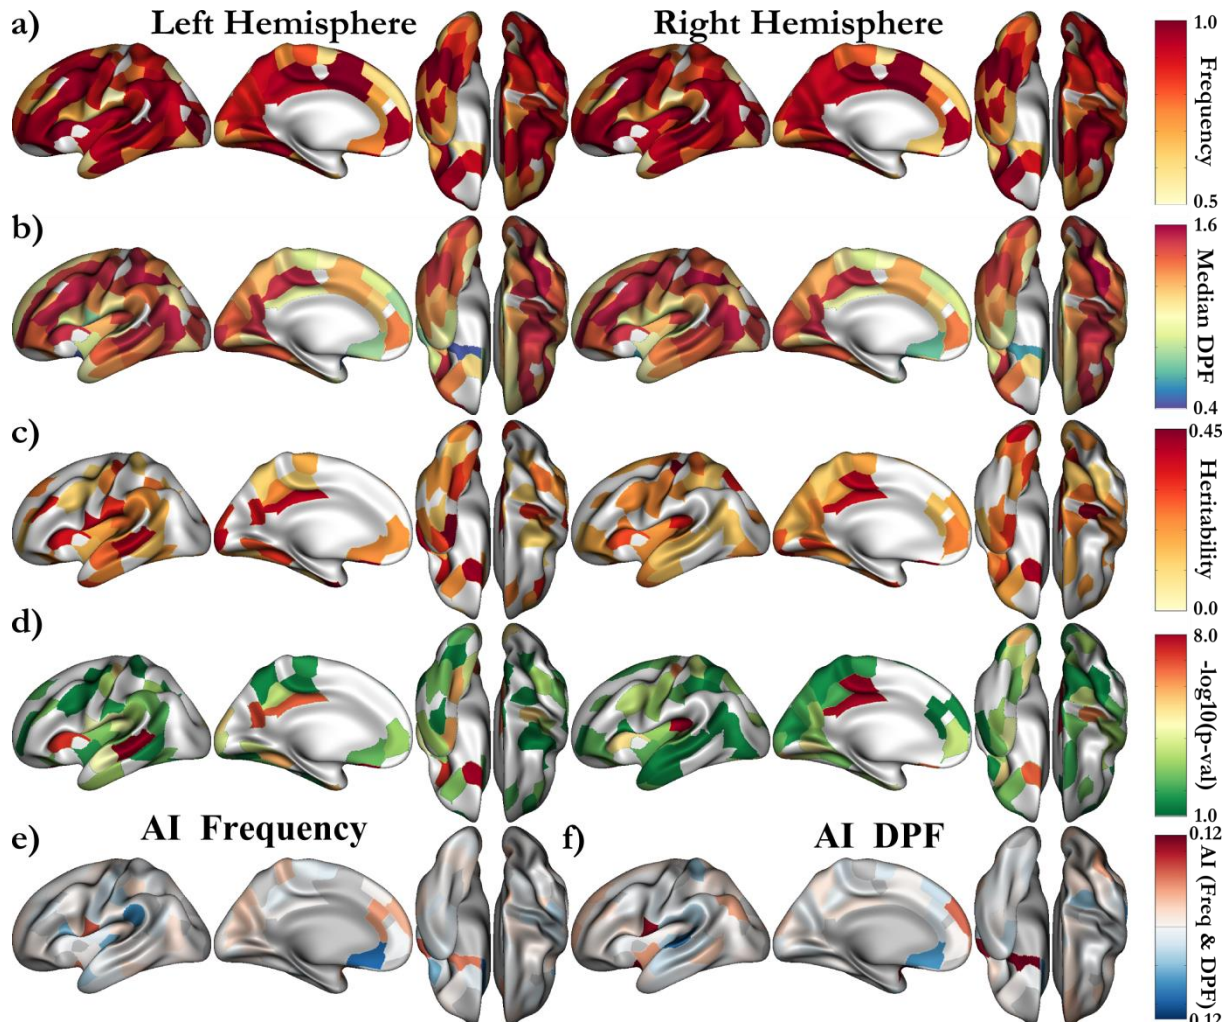 a) Left Hemisphere Right Hemisphere
1.0
Frequency
0.5
b)
1.6
Median DPF
0.4
c)
0.45
Heritability
0.0
d)
8.0
-log10(p-val)
1.0
e) AI Frequency f) AI DPF
0.12
AI (Freq & DPF)
0.12